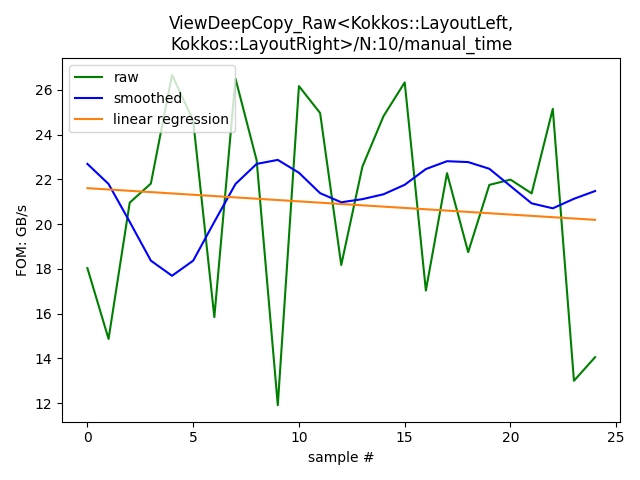 ViewDeepCopy_Raw<Kokkos::LayoutLeft,
Kokkos::LayoutRight>/N:10/manual_time
raw
smoothed
linear regression
FOM: GB/s
26
24
22
20
18
16
14
12
0 5 10 15 20 25
sample #